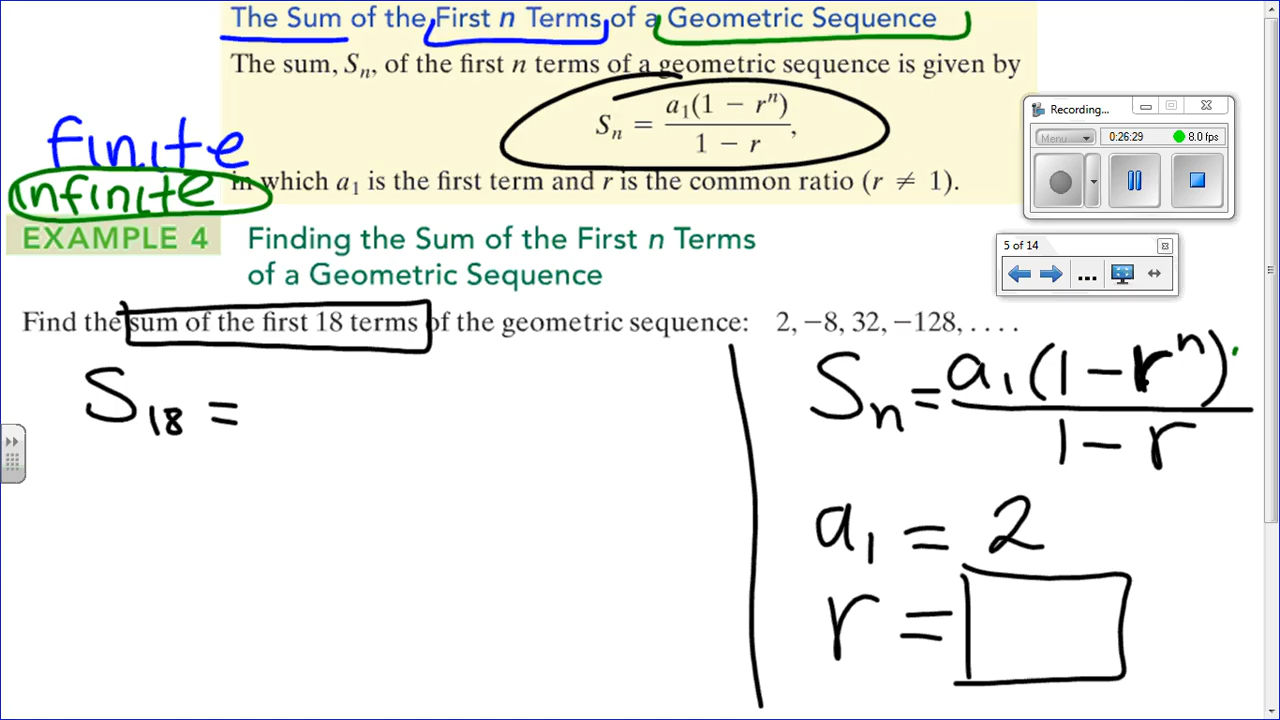 The Sum of the First n Terms of a Geometric Sequence
The sum, Sₙ, of the first n terms of a geometric sequence is given by
Sₙ = a₁(1 − rⁿ) / 1 − r,
in which a₁ is the first term and r is the common ratio (r ≠ 1).
finite
infinite
EXAMPLE 4
Finding the Sum of the First n Terms
of a Geometric Sequence
Find the sum of the first 18 terms of the geometric sequence: 2, −8, 32, −128, . . . .
S₁₈ =
Sₙ = a₁(1 − rⁿ) / 1 − r
a₁ = 2
r =
Recording...
Menu
0:26:29
8.0 fps
5 of 14
...